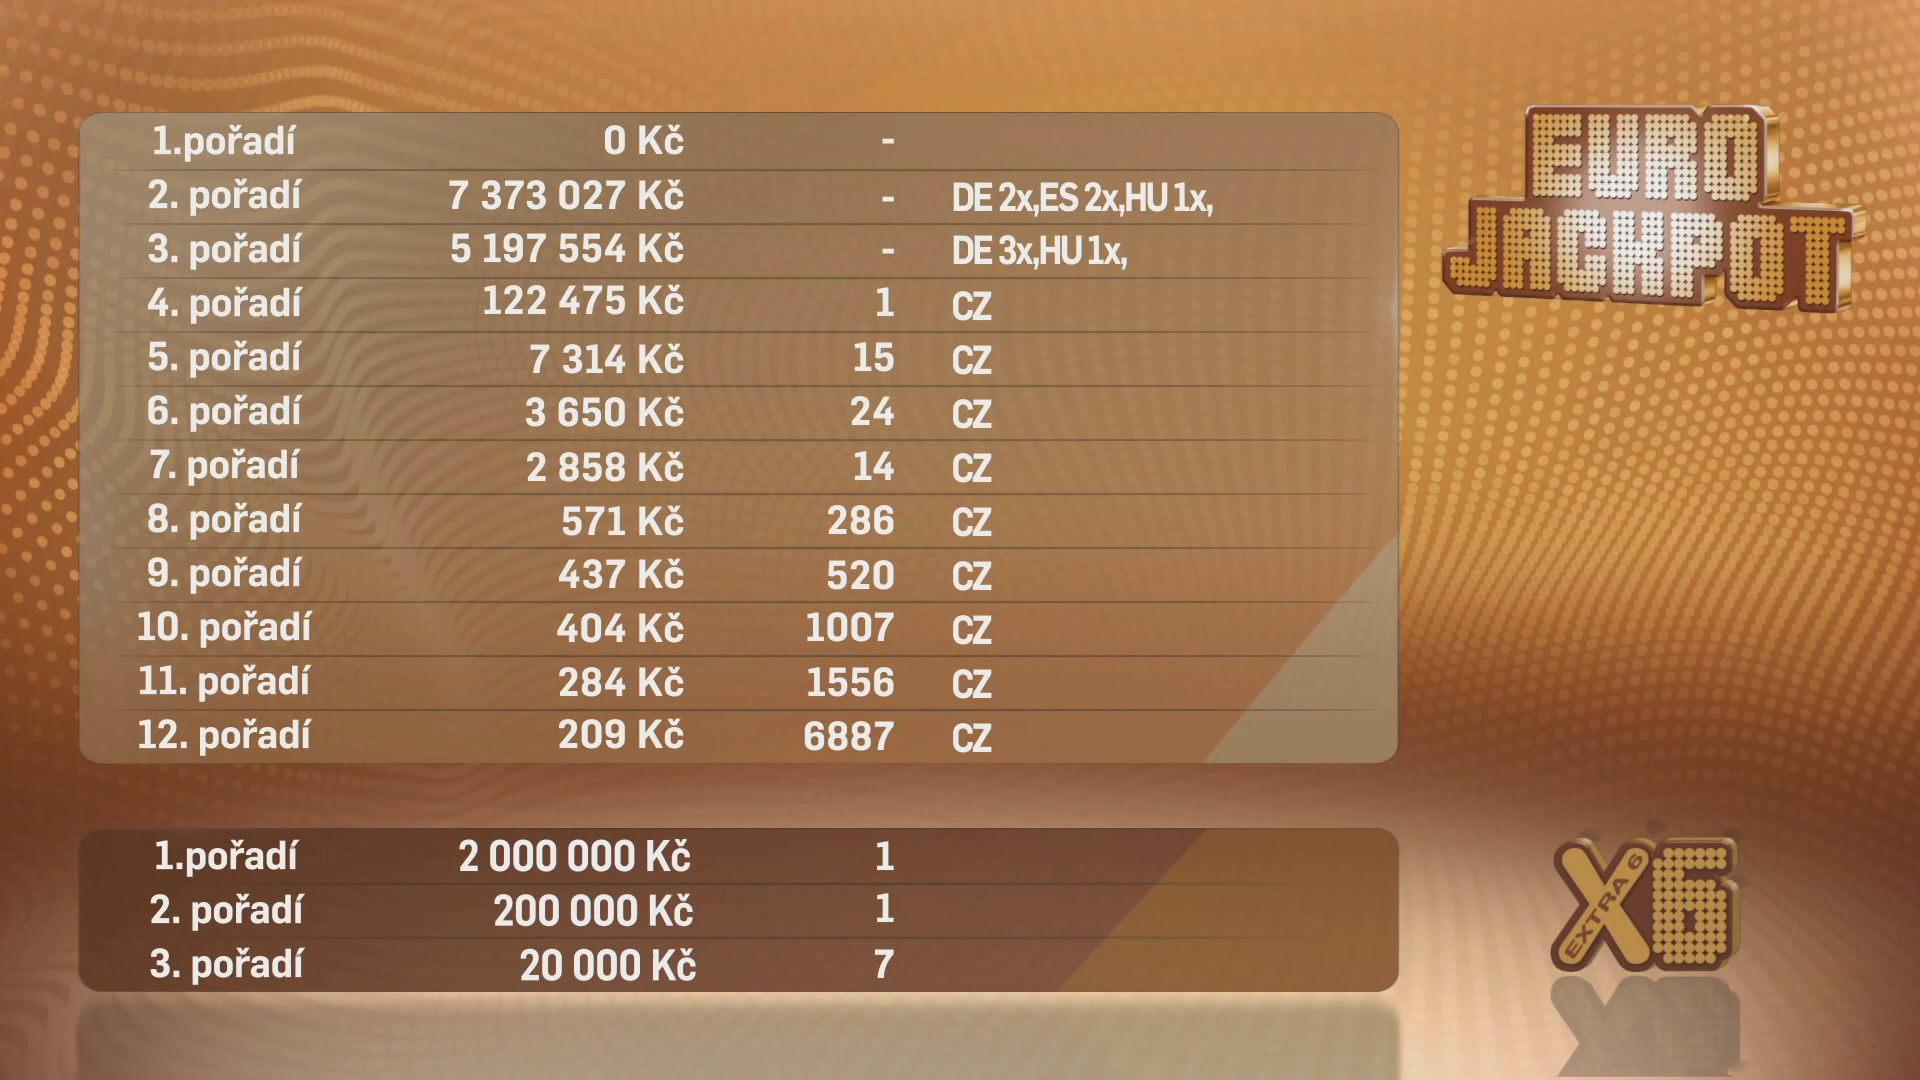 1.pořadí 0 Kč -
2. pořadí 7 373 027 Kč - DE 2x,ES 2x,HU 1x,
3. pořadí 5 197 554 Kč - DE 3x,HU 1x,
4. pořadí 122 475 Kč 1 CZ
5. pořadí 7 314 Kč 15 CZ
6. pořadí 3 650 Kč 24 CZ
7. pořadí 2 858 Kč 14 CZ
8. pořadí 571 Kč 286 CZ
9. pořadí 437 Kč 520 CZ
10. pořadí 404 Kč 1007 CZ
11. pořadí 284 Kč 1556 CZ
12. pořadí 209 Kč 6887 CZ
EURO
JACKPOT
1.pořadí 2 000 000 Kč 1
2. pořadí 200 000 Kč 1
3. pořadí 20 000 Kč 7
X6
EXTRA 6